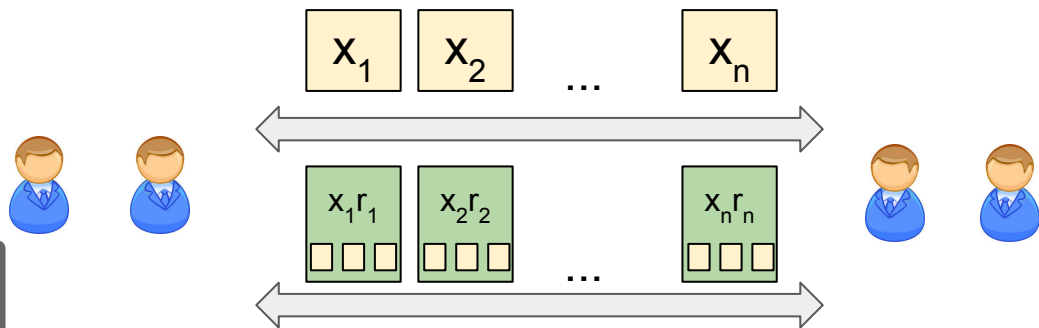 x₁ x₂ ... xₙ
x₁r₁ x₂r₂ ... xₙrₙ